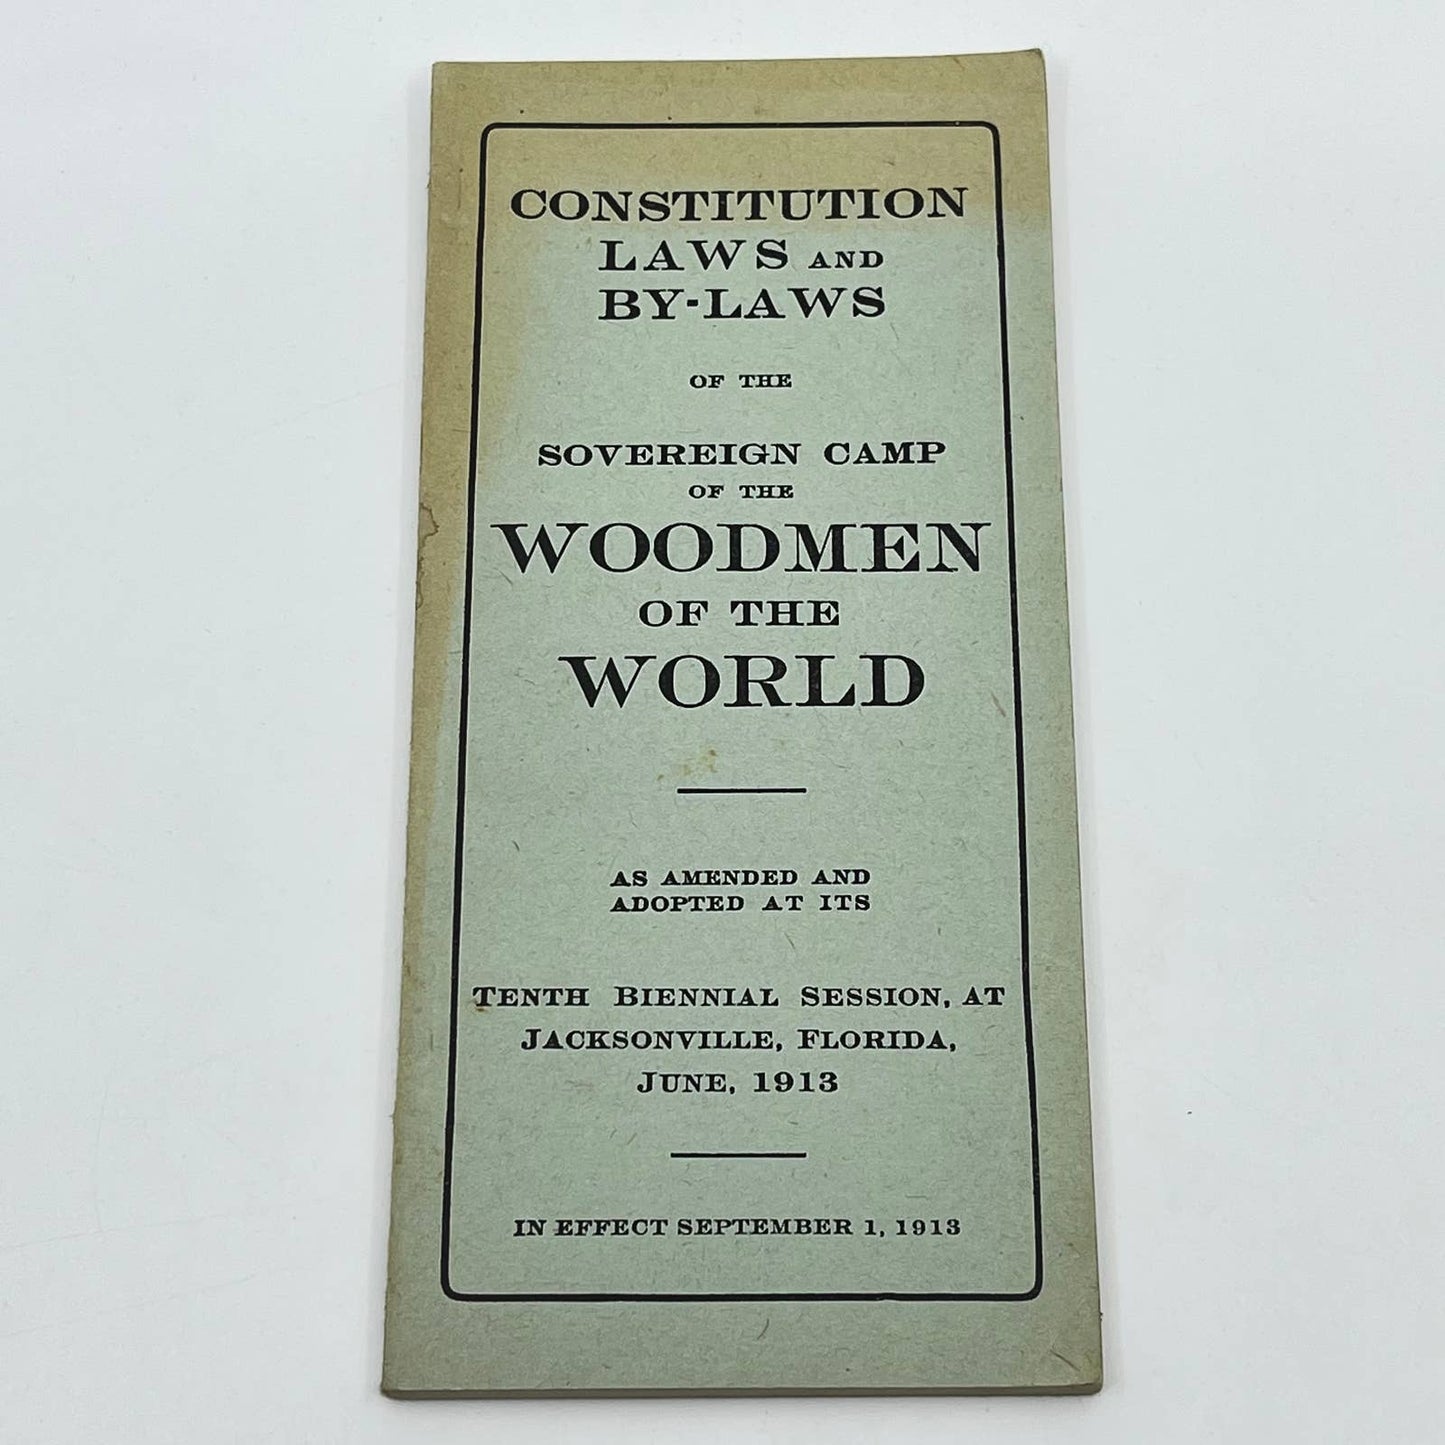 CONSTITUTION
LAWS AND
BY-LAWS
OF THE
SOVEREIGN CAMP
OF THE
WOODMEN
OF THE
WORLD
AS AMENDED AND
ADOPTED AT ITS
TENTH BIENNIAL SESSION, AT
JACKSONVILLE, FLORIDA,
JUNE, 1913
IN EFFECT SEPTEMBER 1, 1913